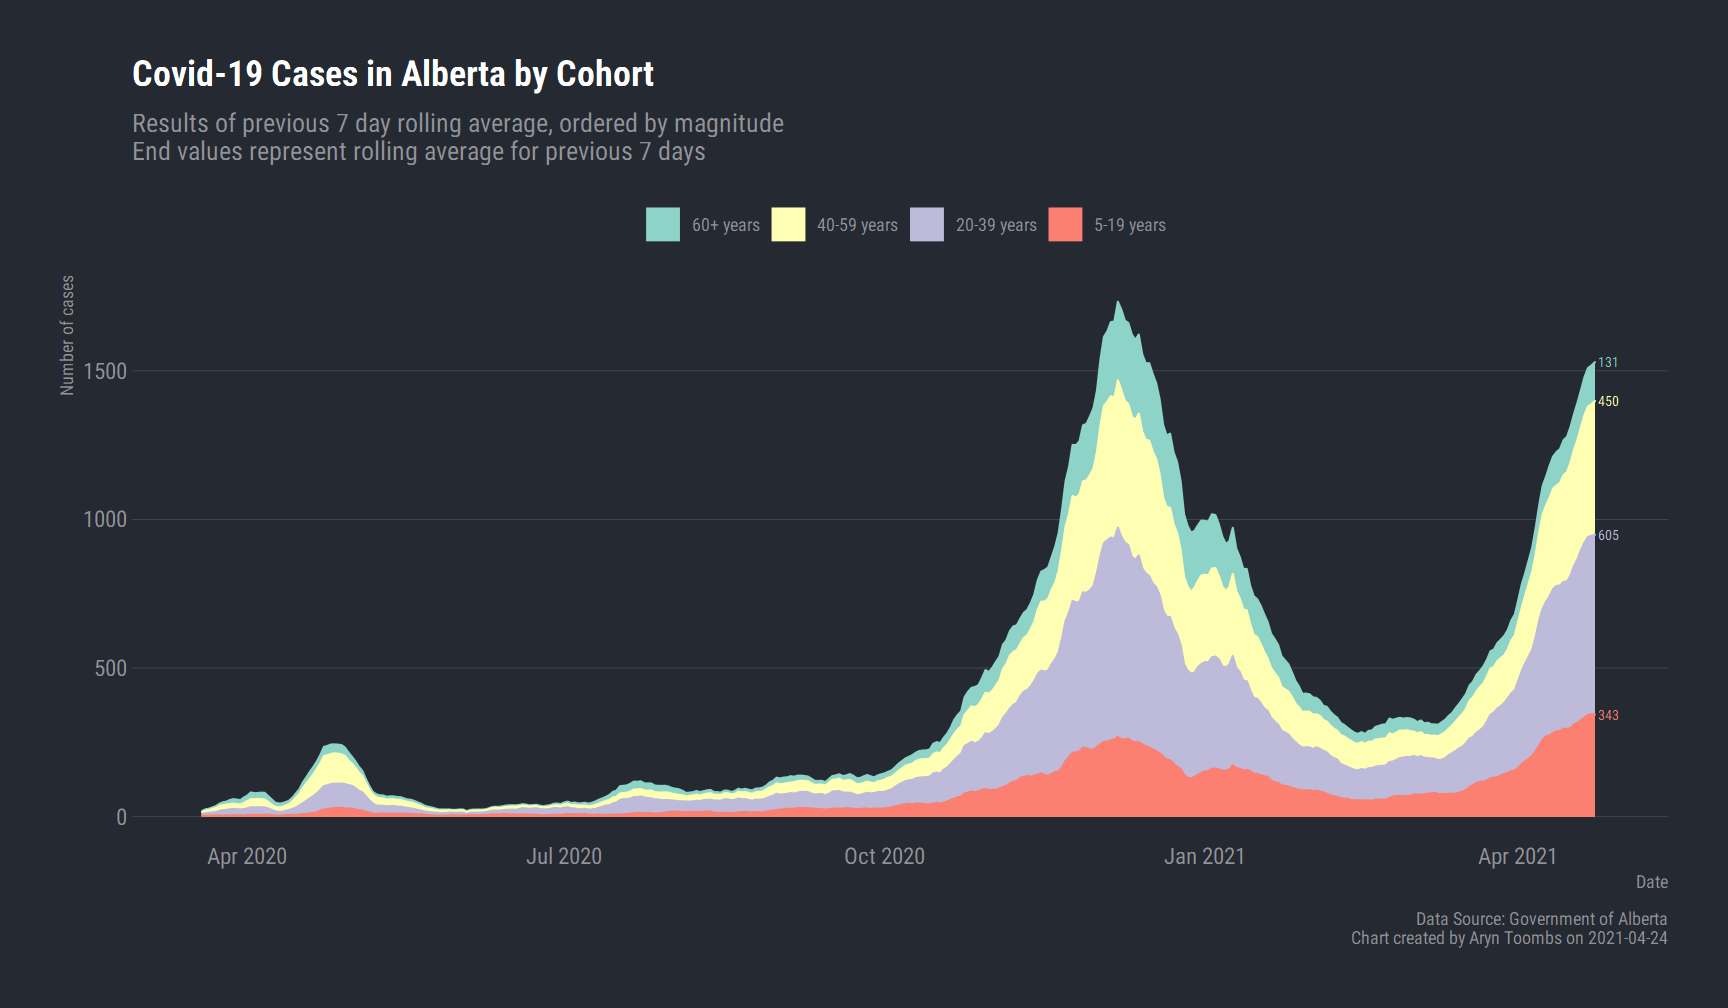 Covid-19 Cases in Alberta by Cohort
Results of previous 7 day rolling average, ordered by magnitude
End values represent rolling average for previous 7 days
60+ years 40-59 years 20-39 years 5-19 years
Number of cases
1500
1000
500
0
131
450
605
343
Apr 2020 Jul 2020 Oct 2020 Jan 2021 Apr 2021
Date
Data Source: Government of Alberta
Chart created by Aryn Toombs on 2021-04-24